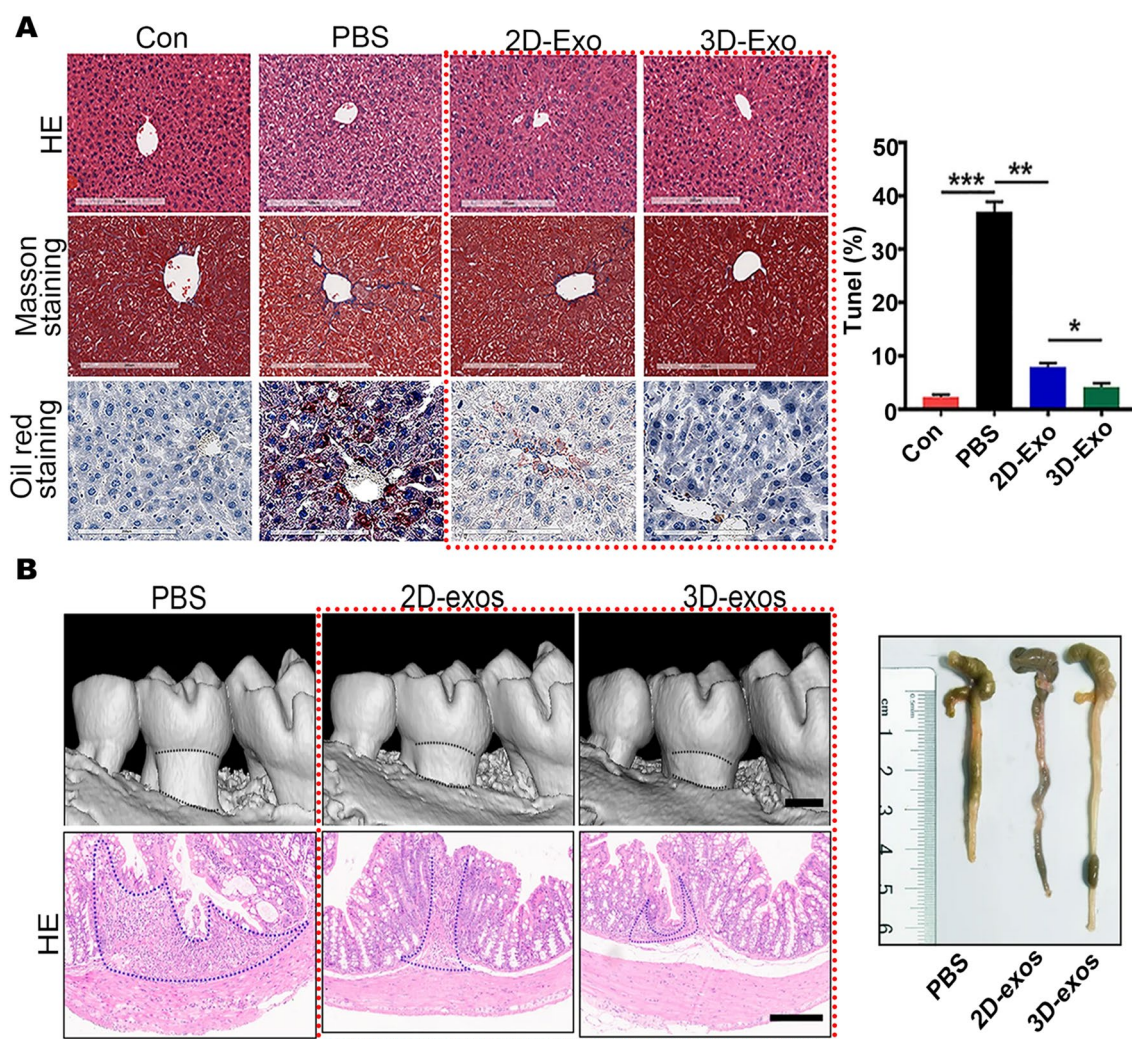 A
Con PBS 2D-Exo 3D-Exo
HE
Masson
staining
Oil red
staining
Tunel (%)
50
40
30
20
10
0
*** **
*
Con PBS 2D-Exo 3D-Exo
B
PBS 2D-exos 3D-exos
HE
cm
1
2
3
4
5
6
PBS 2D-exos 3D-exos